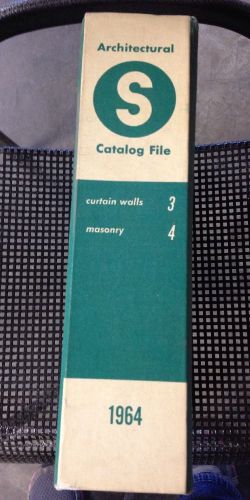 Architectural
S
Catalog File
curtain walls 3
masonry 4
1964